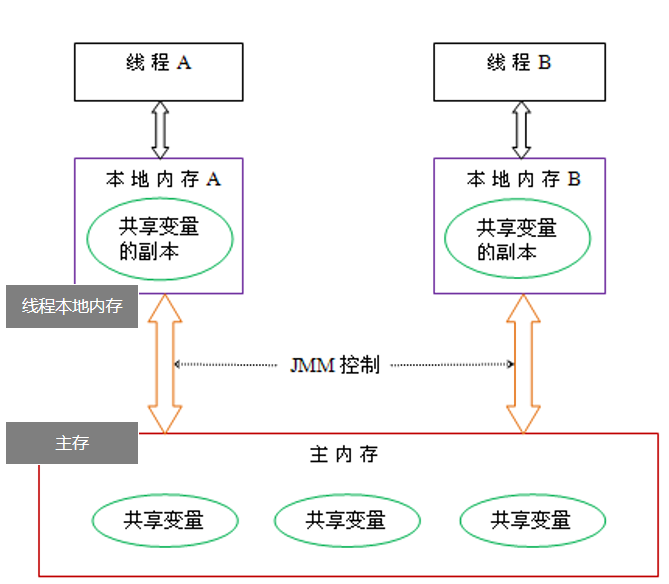 线程 A
线程 B
本地内存 A
本地内存 B
共享变量
的副本
共享变量
的副本
线程本地内存
JMM 控制
主存
主内存
共享变量
共享变量
共享变量